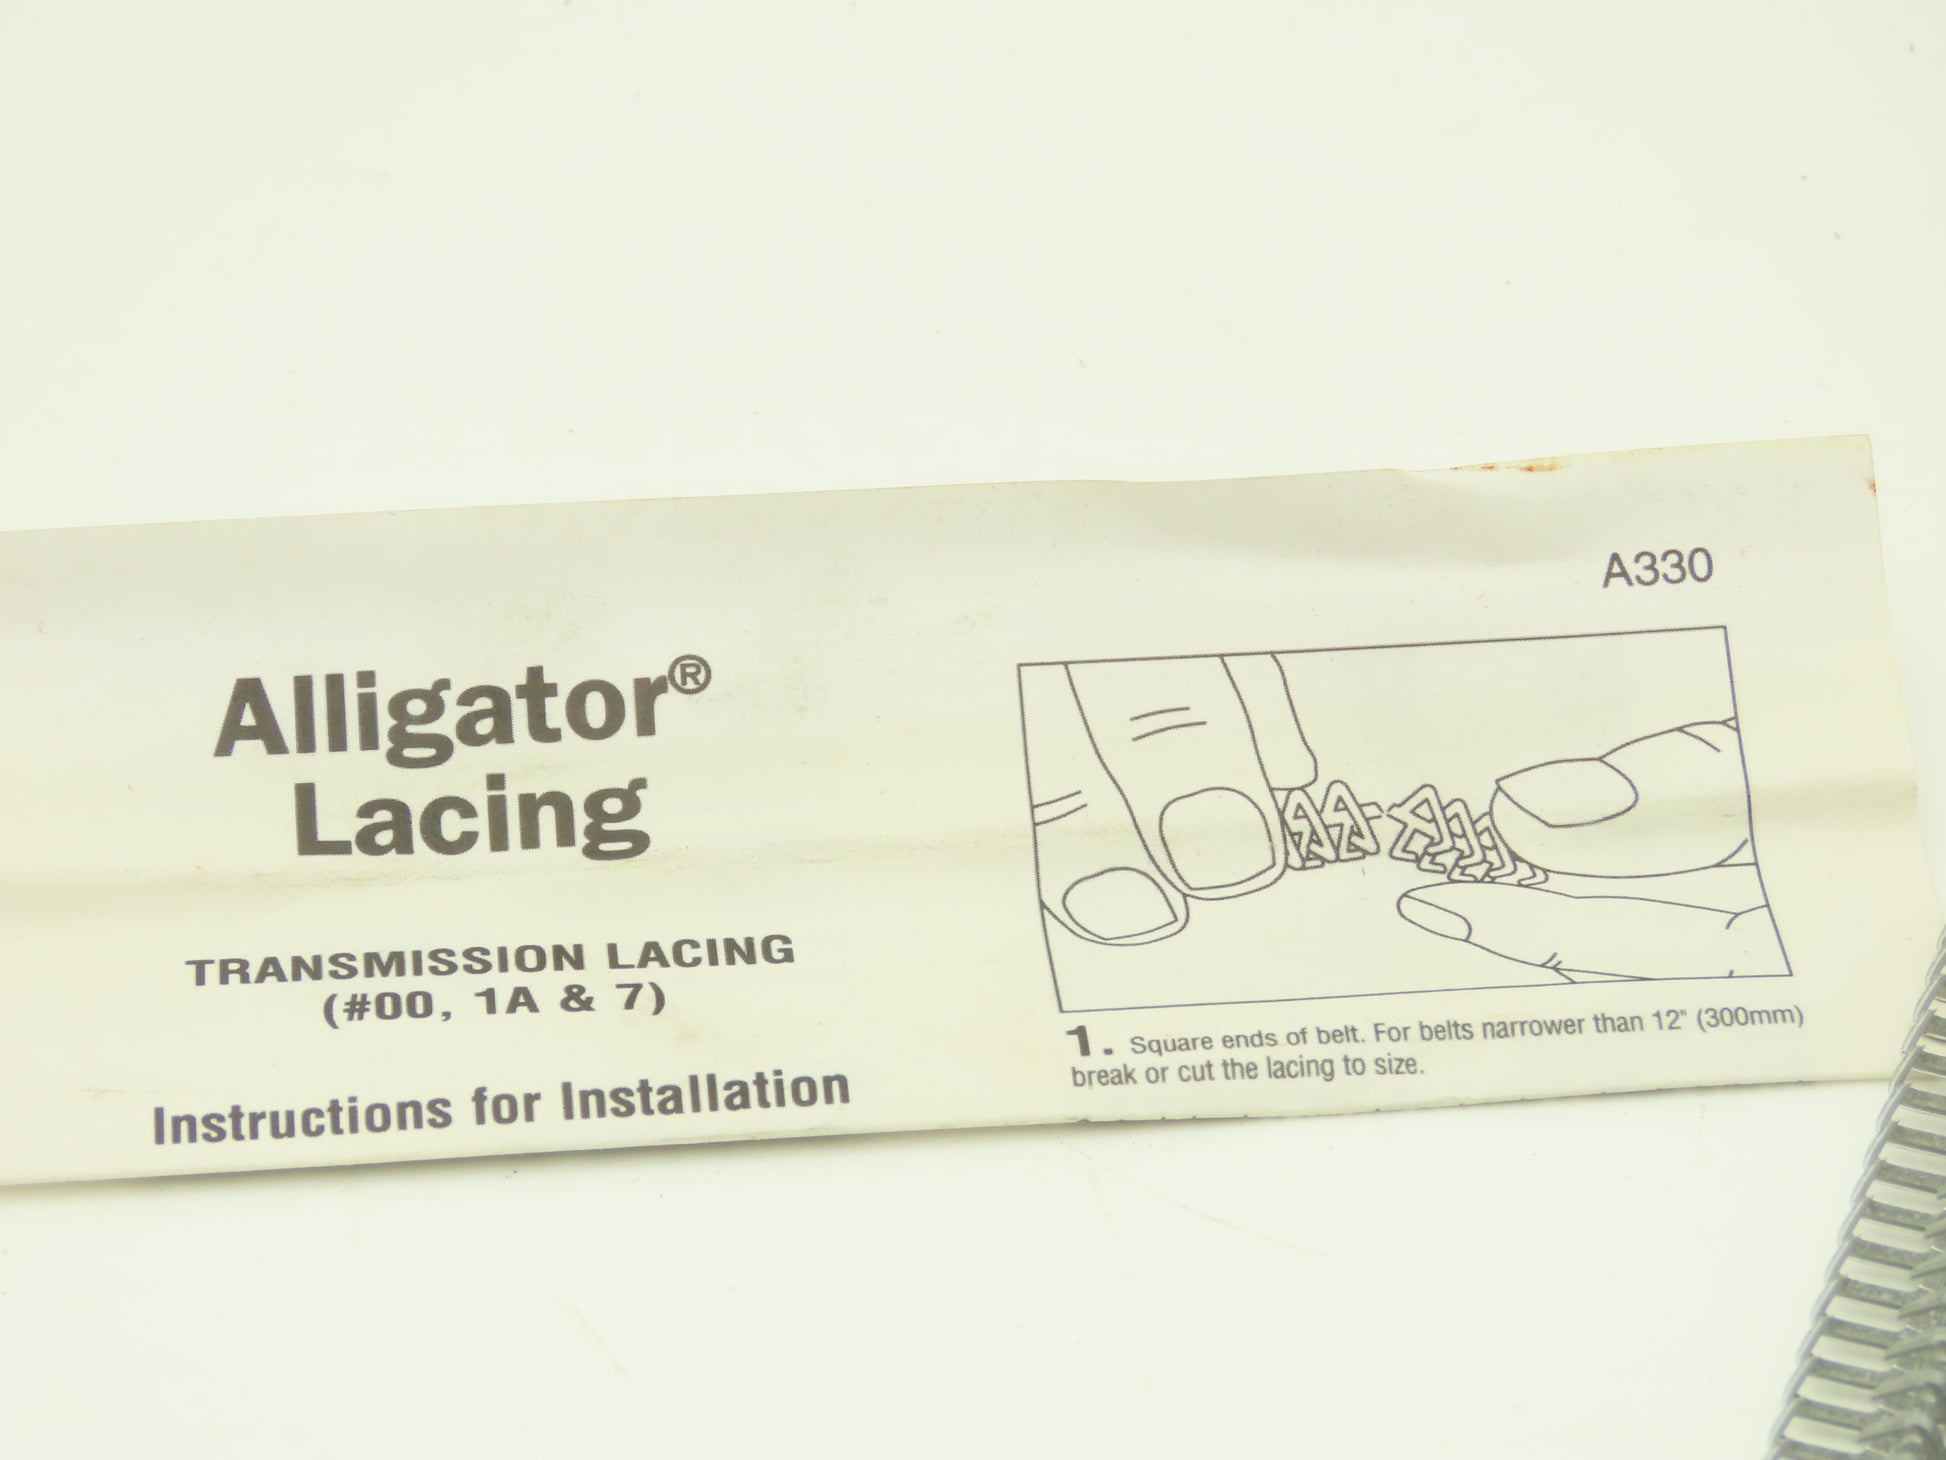 Alligator®
Lacing
TRANSMISSION LACING
(#00, 1A & 7)
Instructions for Installation
A330
1. Square ends of belt. For belts narrower than 12" (300mm)
break or cut the lacing to size.